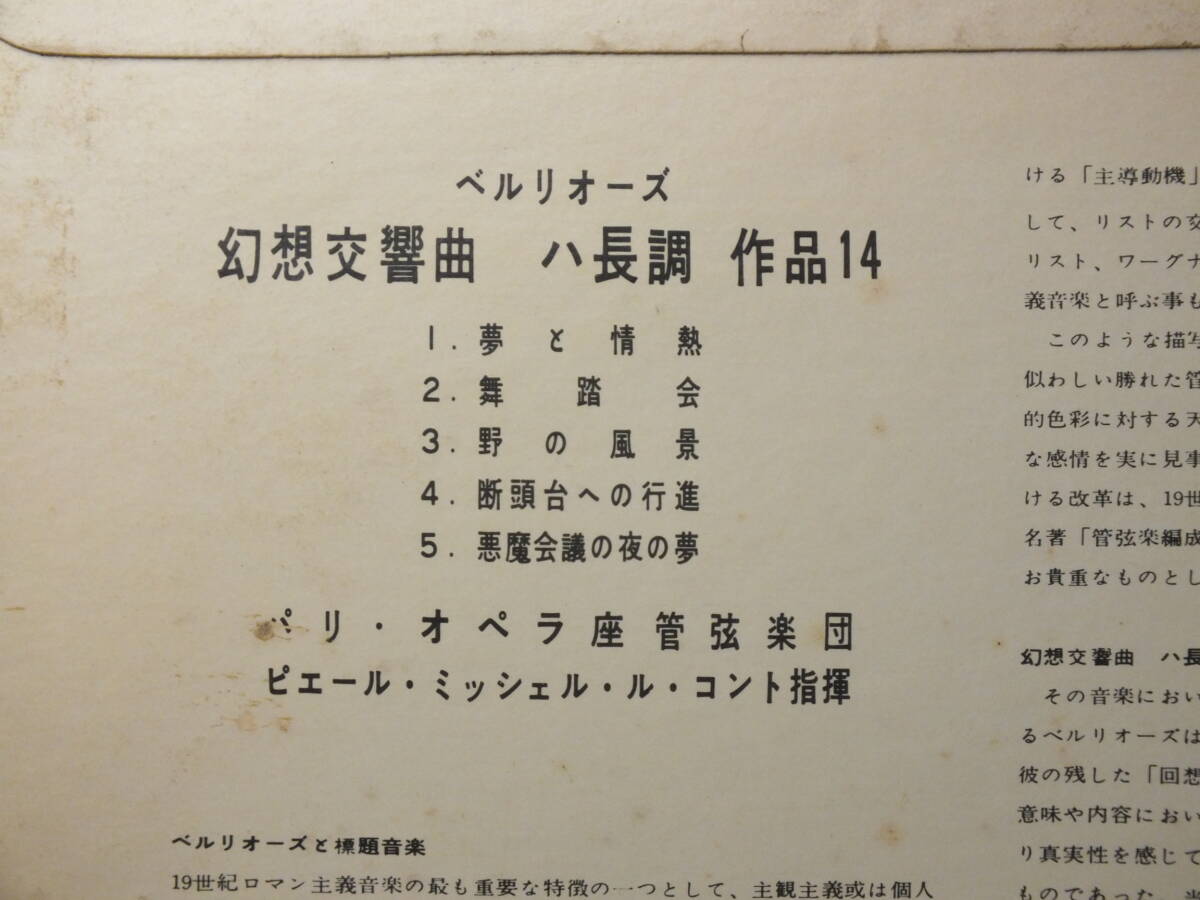 ベルリオーズ
幻想交響曲 ハ長調 作品14
1. 夢と情熱
2. 舞踏会
3. 野の風景
4. 断頭台への行進
5. 悪魔会議の夜の夢
パリ・オペラ座管弦楽団
ピエール・ミッシェル・ル・コント指揮
ベルリオーズと標題音楽
19世紀ロマン主義音楽の最も重要な特徴の一つとして、主観主義或は個人
ける「主導動機」
して、リストの交
リスト、ワーグナ
義音楽と呼ぶ事も
このような描写
似わしい勝れた管
的色彩に対する天
な感情を実に見事
ける改革は、19世
名著「管弦楽編成
お貴重なものとし
幻想交響曲 ハ長
その音楽におい
るベルリオーズは
彼の残した「回想
意味や内容におい
り真実性を感じて
ものであった